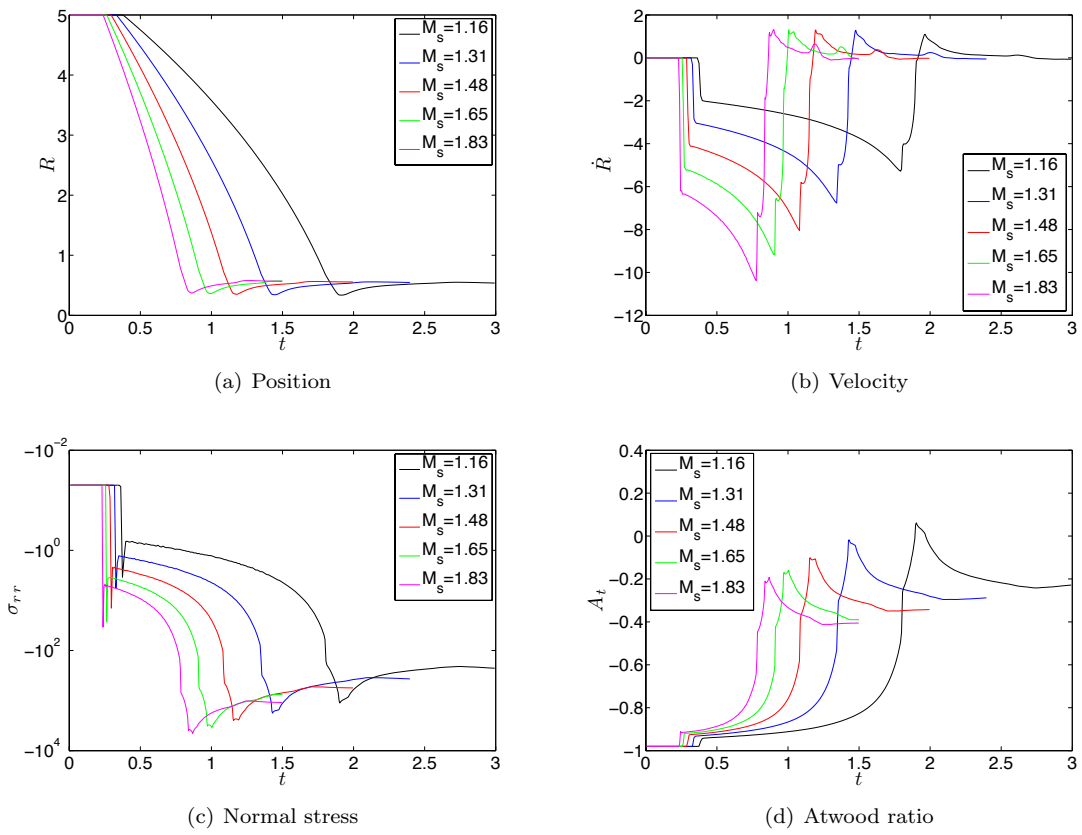 5
4
3
2
1
0
R
0 0.5 1 1.5 2 2.5 3
t
M_s=1.16
M_s=1.31
M_s=1.48
M_s=1.65
M_s=1.83
(a) Position
2
0
−2
−4
−6
−8
−10
−12
Ṙ
0 0.5 1 1.5 2 2.5 3
t
M_s=1.16
M_s=1.31
M_s=1.48
M_s=1.65
M_s=1.83
(b) Velocity
−10^−2
−10^0
−10^2
−10^4
σ_rr
0 0.5 1 1.5 2 2.5 3
t
M_s=1.16
M_s=1.31
M_s=1.48
M_s=1.65
M_s=1.83
(c) Normal stress
0.4
0.2
0
−0.2
−0.4
−0.6
−0.8
−1
A_t
0 0.5 1 1.5 2 2.5 3
t
M_s=1.16
M_s=1.31
M_s=1.48
M_s=1.65
M_s=1.83
(d) Atwood ratio